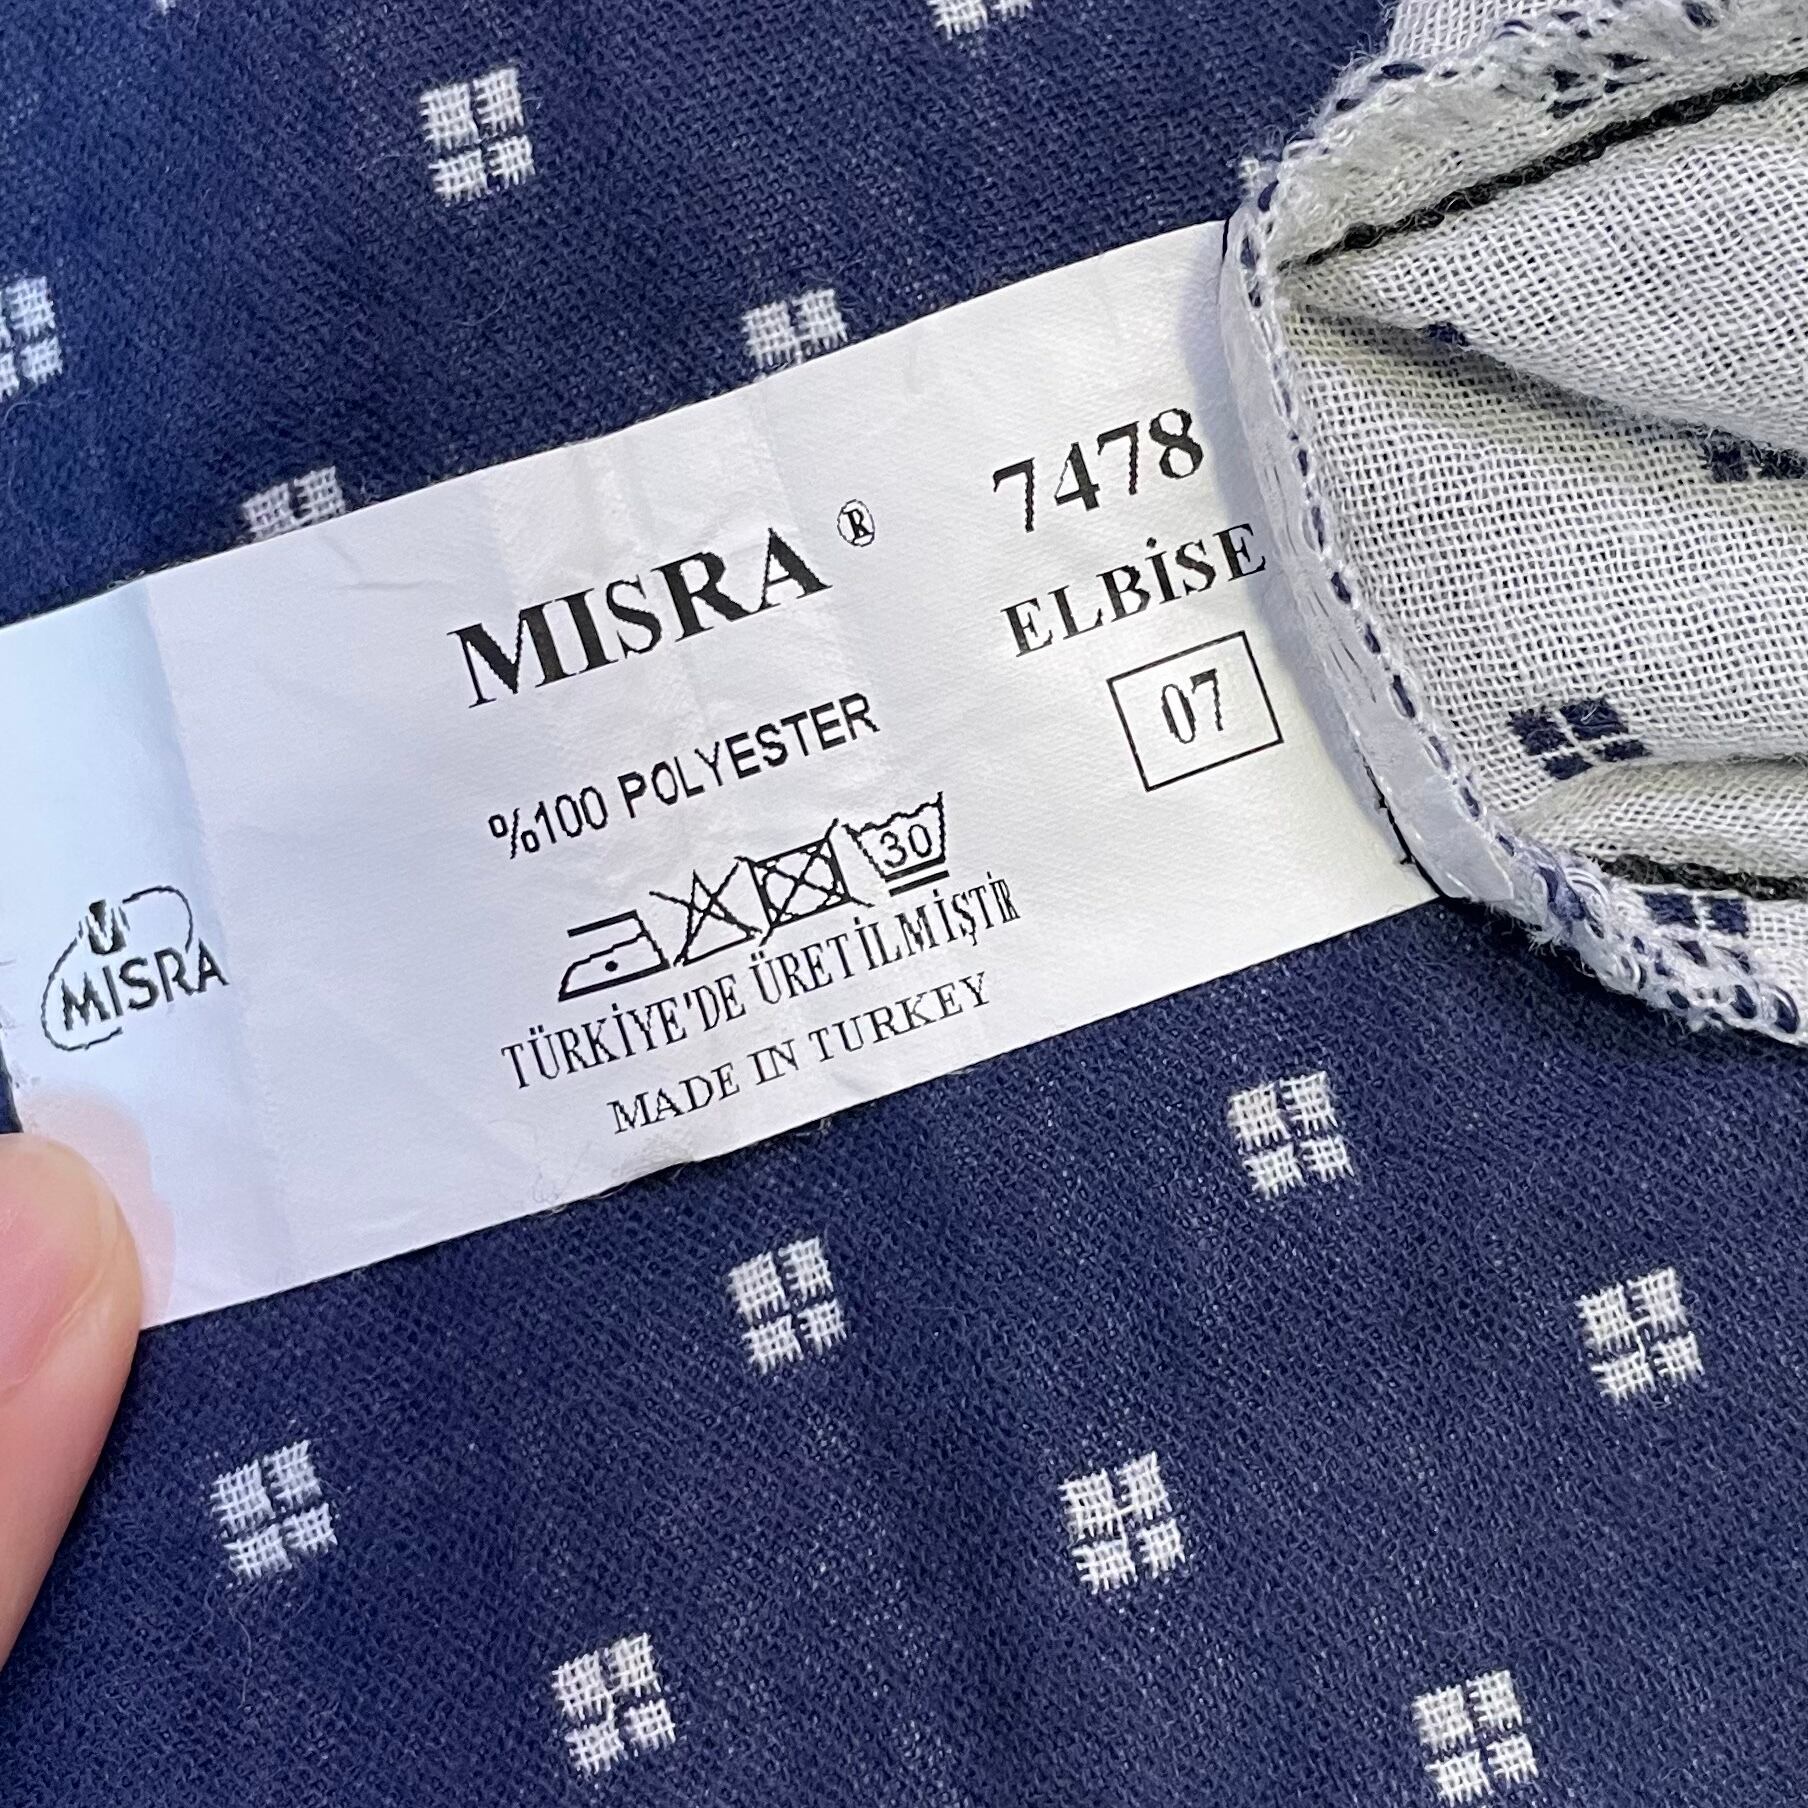 MISRA ®
7478
ELBİSE
07
%100 POLYESTER
30
TÜRKİYE'DE ÜRETİLMİŞTİR
MADE IN TURKEY
MISRA